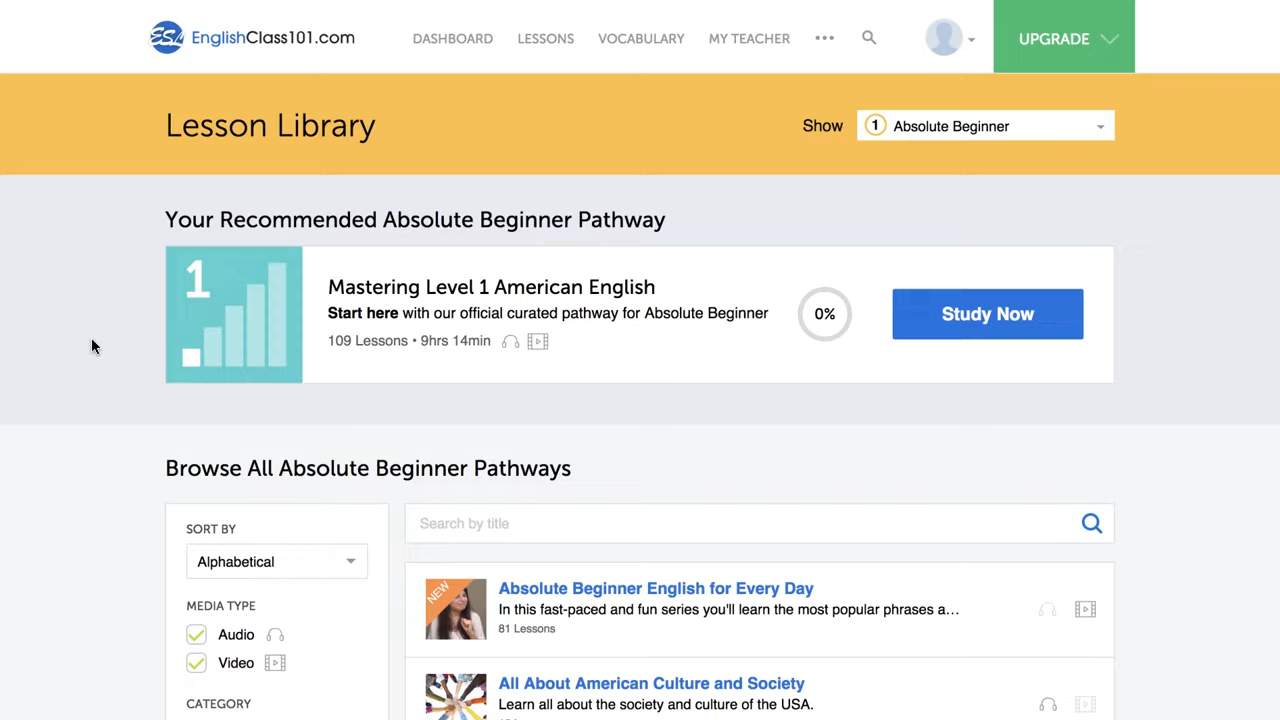 ESL EnglishClass101.com
DASHBOARD LESSONS VOCABULARY MY TEACHER ••• UPGRADE
Lesson Library
Show 1 Absolute Beginner
Your Recommended Absolute Beginner Pathway
1
Mastering Level 1 American English
Start here with our official curated pathway for Absolute Beginner
109 Lessons • 9hrs 14min
0%
Study Now
Browse All Absolute Beginner Pathways
SORT BY
Alphabetical
MEDIA TYPE
Audio
Video
CATEGORY
Search by title
NEW
Absolute Beginner English for Every Day
In this fast-paced and fun series you'll learn the most popular phrases a...
81 Lessons
All About American Culture and Society
Learn all about the society and culture of the USA.